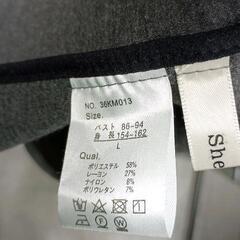 NO. 36KM013
Size.
バスト 86-94
身 長 154-162
L
Qual.
ポリエステル 58%
レーヨン 27%
ナイロン 8%
ポリウレタン 7%
She